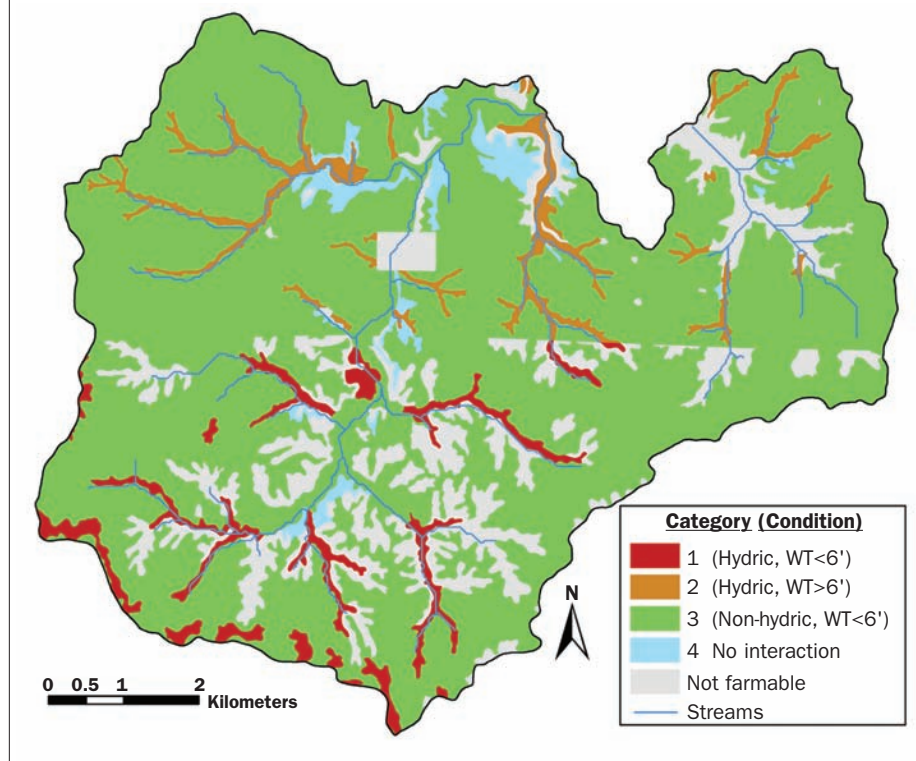 N
0 0.5 1 2
Kilometers
Category (Condition)
1 (Hydric, WT<6')
2 (Hydric, WT>6')
3 (Non-hydric, WT<6')
4 No interaction
Not farmable
Streams